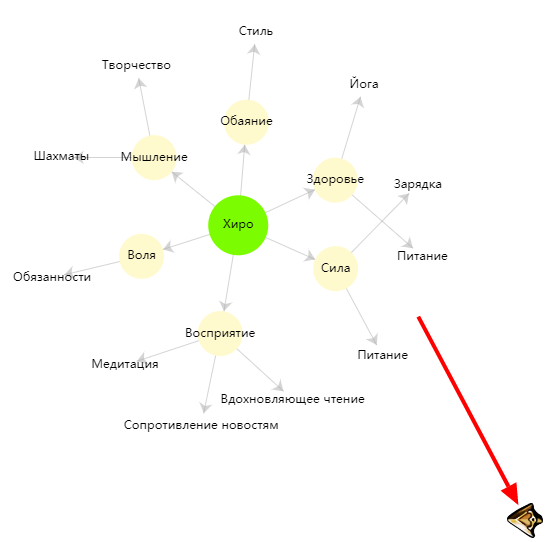 Стиль
Творчество
Йога
Обаяние
Шахматы
Мышление
Здоровье
Зарядка
Хиро
Воля
Питание
Сила
Обязанности
Восприятие
Питание
Медитация
Вдохновляющее чтение
Сопротивление новостям